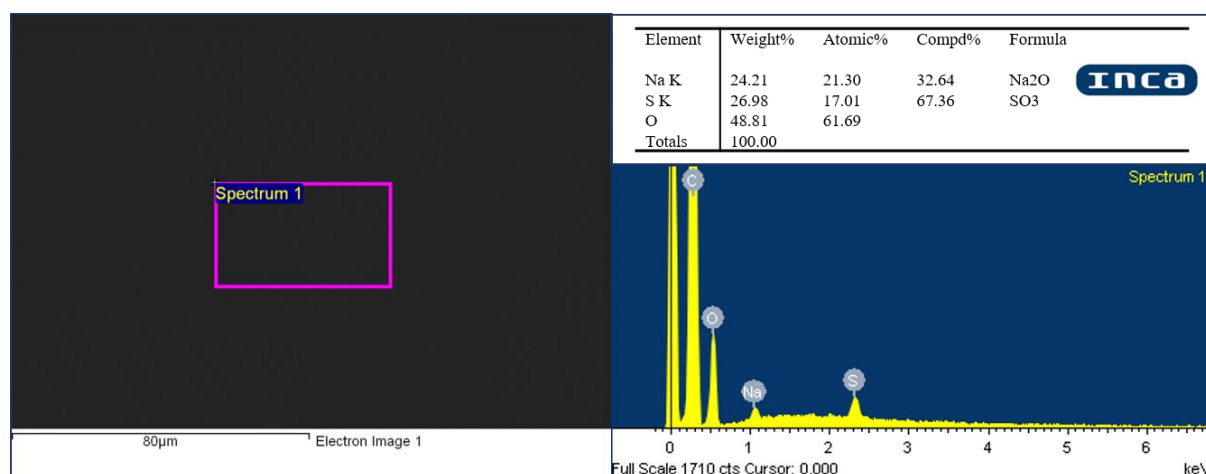 Spectrum 1
80µm
Electron Image 1
Element Weight% Atomic% Compd% Formula
Na K 24.21 21.30 32.64 Na2O
S K 26.98 17.01 67.36 SO3
O 48.81 61.69
Totals 100.00
INCA
Spectrum 1
C
O
Na
S
0 1 2 3 4 5 6
Full Scale 1710 cts Cursor: 0.000 keV